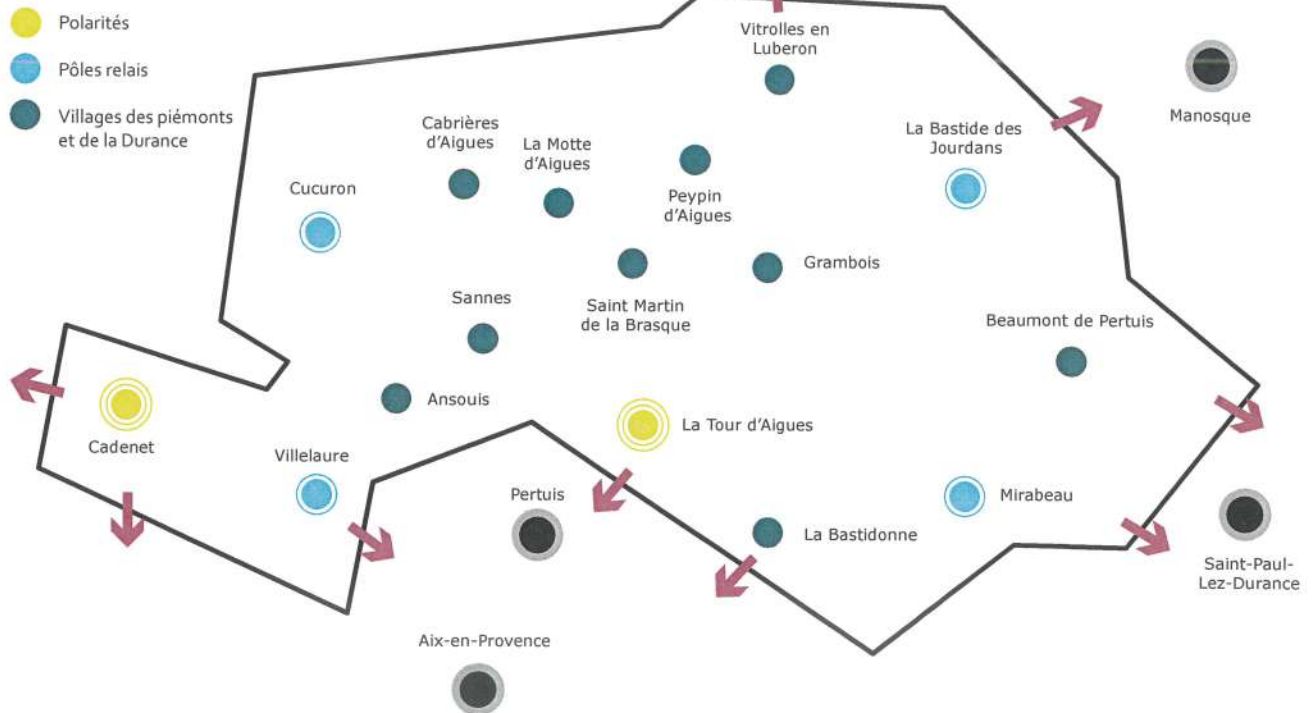 Polarités
Pôles relais
Villages des piémonts
et de la Durance
Vitrolles en
Luberon
Manosque
Cabrières
d'Aigues
La Motte
d'Aigues
La Bastide des
Jourdans
Cucuron
Peypin
d'Aigues
Grambois
Sannes
Saint Martin
de la Brasque
Beaumont de Pertuis
Ansouis
La Tour d'Aigues
Cadenet
Villelaure
Pertuis
Mirabeau
La Bastidonne
Saint-Paul-
Lez-Durance
Aix-en-Provence